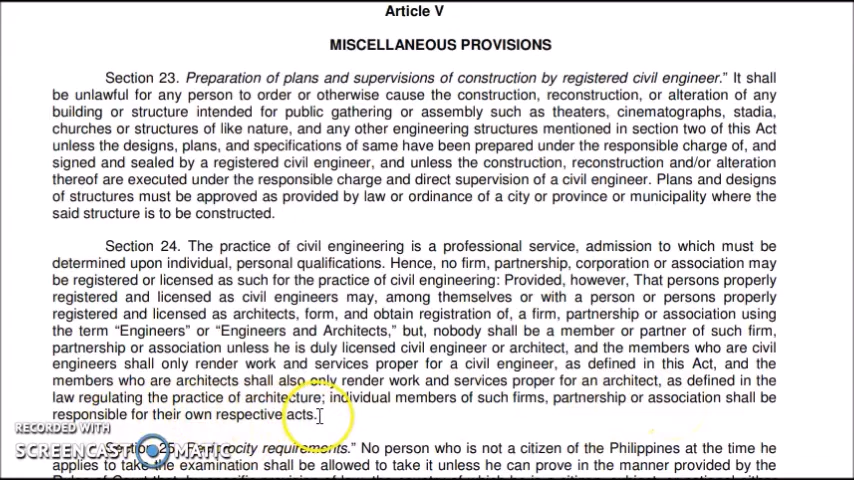 Article V
MISCELLANEOUS PROVISIONS
Section 23. Preparation of plans and supervisions of construction by registered civil engineer.” It shall
be unlawful for any person to order or otherwise cause the construction, reconstruction, or alteration of any
building or structure intended for public gathering or assembly such as theaters, cinematographs, stadia,
churches or structures of like nature, and any other engineering structures mentioned in section two of this Act
unless the designs, plans, and specifications of same have been prepared under the responsible charge of, and
signed and sealed by a registered civil engineer, and unless the construction, reconstruction and/or alteration
thereof are executed under the responsible charge and direct supervision of a civil engineer. Plans and designs
of structures must be approved as provided by law or ordinance of a city or province or municipality where the
said structure is to be constructed.
Section 24. The practice of civil engineering is a professional service, admission to which must be
determined upon individual, personal qualifications. Hence, no firm, partnership, corporation or association may
be registered or licensed as such for the practice of civil engineering: Provided, however, That persons properly
registered and licensed as civil engineers may, among themselves or with a person or persons properly
registered and licensed as architects, form, and obtain registration of, a firm, partnership or association using
the term “Engineers” or “Engineers and Architects,” but, nobody shall be a member or partner of such firm,
partnership or association unless he is duly licensed civil engineer or architect, and the members who are civil
engineers shall only render work and services proper for a civil engineer, as defined in this Act, and the
members who are architects shall also only render work and services proper for an architect, as defined in the
law regulating the practice of architecture; individual members of such firms, partnership or association shall be
responsible for their own respective acts.
RECORDED WITH
SCREENCAST MATIC
Section 25. requirements.” No person who is not a citizen of the Philippines at the time he
applies to take the examination shall be allowed to take it unless he can prove in the manner provided by the